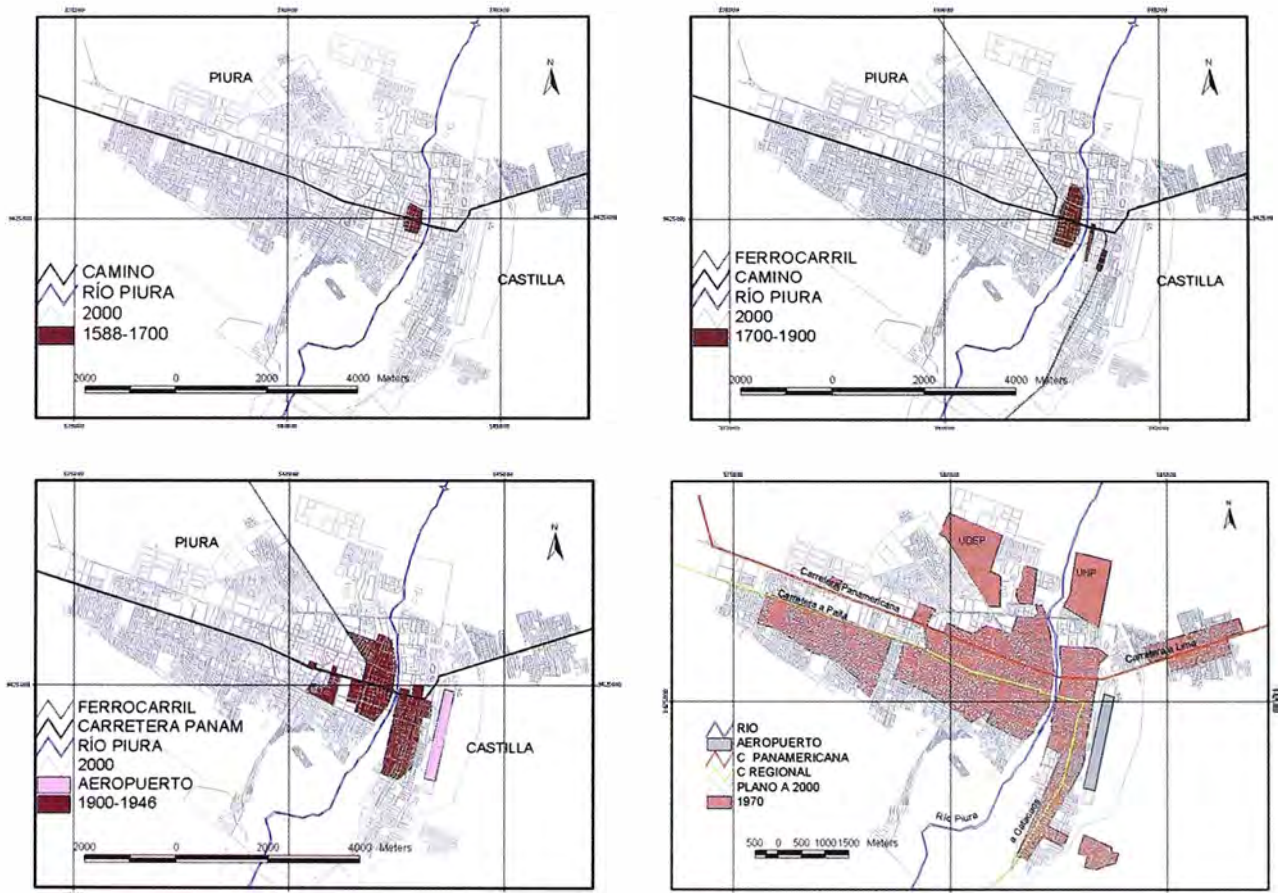 PIURA
N
CASTILLA
CAMINO
RÍO PIURA
2000
1588-1700
2000 0 2000 4000 Meters
PIURA
N
CASTILLA
FERROCARRIL
CAMINO
RÍO PIURA
2000
1700-1900
2000 0 2000 4000 Meters
PIURA
N
CASTILLA
FERROCARRIL
CARRETERA PANAM
RÍO PIURA
2000
AEROPUERTO
1900-1946
2000 0 2000 4000 Meters
N
UDEP
UNP
Carretera Panamericana
Carretera a Paita
Carretera a Lima
RIO
AEROPUERTO
C PANAMERICANA
C REGIONAL
PLANO A 2000
1970
Río Piura
500 0 500 1000 1500 Meters